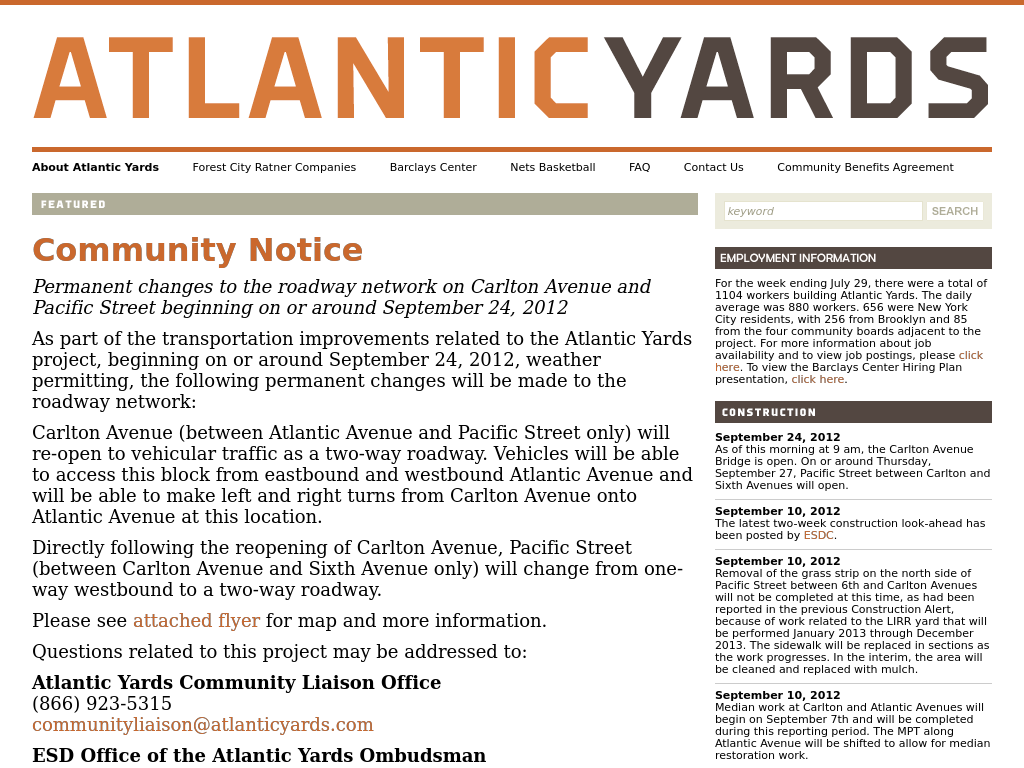 ATLANTICYARDS
About Atlantic Yards
Forest City Ratner Companies
Barclays Center
Nets Basketball
FAQ
Contact Us
Community Benefits Agreement
FEATURED
Community Notice
Permanent changes to the roadway network on Carlton Avenue and
Pacific Street beginning on or around September 24, 2012
As part of the transportation improvements related to the Atlantic Yards
project, beginning on or around September 24, 2012, weather
permitting, the following permanent changes will be made to the
roadway network:
Carlton Avenue (between Atlantic Avenue and Pacific Street only) will
re-open to vehicular traffic as a two-way roadway. Vehicles will be able
to access this block from eastbound and westbound Atlantic Avenue and
will be able to make left and right turns from Carlton Avenue onto
Atlantic Avenue at this location.
Directly following the reopening of Carlton Avenue, Pacific Street
(between Carlton Avenue and Sixth Avenue only) will change from one-
way westbound to a two-way roadway.
Please see attached flyer for map and more information.
Questions related to this project may be addressed to:
Atlantic Yards Community Liaison Office
(866) 923-5315
communityliaison@atlanticyards.com
ESD Office of the Atlantic Yards Ombudsman
keyword
SEARCH
EMPLOYMENT INFORMATION
For the week ending July 29, there were a total of
1104 workers building Atlantic Yards. The daily
average was 880 workers. 656 were New York
City residents, with 256 from Brooklyn and 85
from the four community boards adjacent to the
project. For more information about job
availability and to view job postings, please click
here. To view the Barclays Center Hiring Plan
presentation, click here.
CONSTRUCTION
September 24, 2012
As of this morning at 9 am, the Carlton Avenue
Bridge is open. On or around Thursday,
September 27, Pacific Street between Carlton and
Sixth Avenues will open.
September 10, 2012
The latest two-week construction look-ahead has
been posted by ESDC.
September 10, 2012
Removal of the grass strip on the north side of
Pacific Street between 6th and Carlton Avenues
will not be completed at this time, as had been
reported in the previous Construction Alert,
because of work related to the LIRR yard that will
be performed January 2013 through December
2013. The sidewalk will be replaced in sections as
the work progresses. In the interim, the area will
be cleaned and replaced with mulch.
September 10, 2012
Median work at Carlton and Atlantic Avenues will
begin on September 7th and will be completed
during this reporting period. The MPT along
Atlantic Avenue will be shifted to allow for median
restoration work.